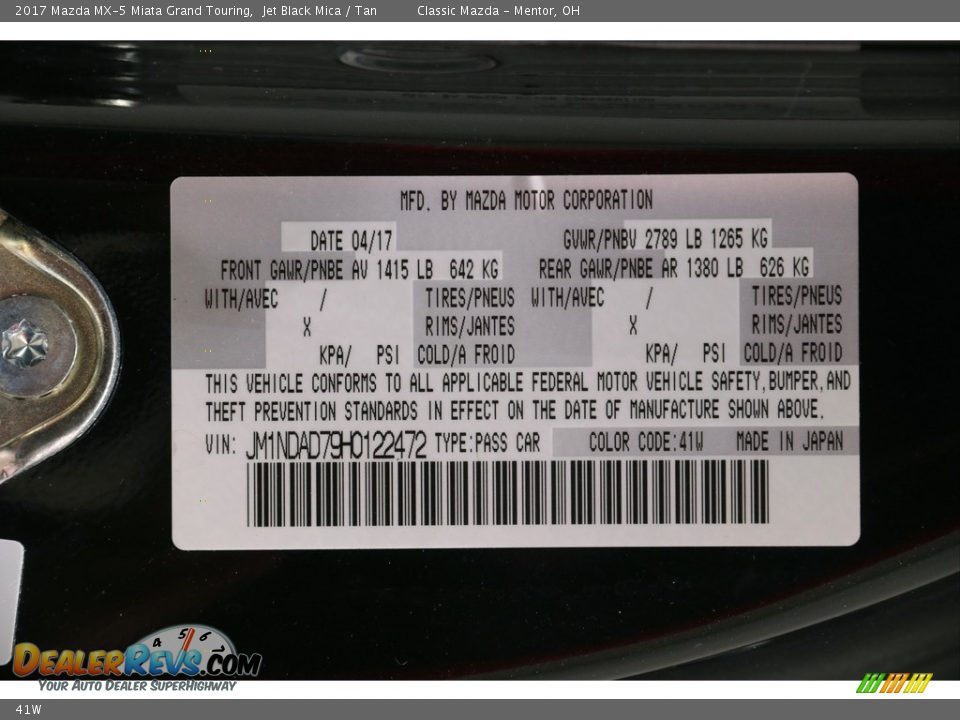 2017 Mazda MX-5 Miata Grand Touring, Jet Black Mica / Tan Classic Mazda - Mentor, OH
MFD. BY MAZDA MOTOR CORPORATION
DATE 04/17 GVWR/PNBV 2789 LB 1265 KG
FRONT GAWR/PNBE AV 1415 LB 642 KG REAR GAWR/PNBE AR 1380 LB 626 KG
WITH/AVEC / TIRES/PNEUS WITH/AVEC / TIRES/PNEUS
X RIMS/JANTES X RIMS/JANTES
KPA/ PSI COLD/A FROID KPA/ PSI COLD/A FROID
THIS VEHICLE CONFORMS TO ALL APPLICABLE FEDERAL MOTOR VEHICLE SAFETY,BUMPER,AND
THEFT PREVENTION STANDARDS IN EFFECT ON THE DATE OF MANUFACTURE SHOWN ABOVE.
VIN: JM1NDAD79H0122472 TYPE:PASS CAR COLOR CODE:41W MADE IN JAPAN
4 5 6
DEALERREVS.COM
YOUR AUTO DEALER SUPERHIGHWAY
41W